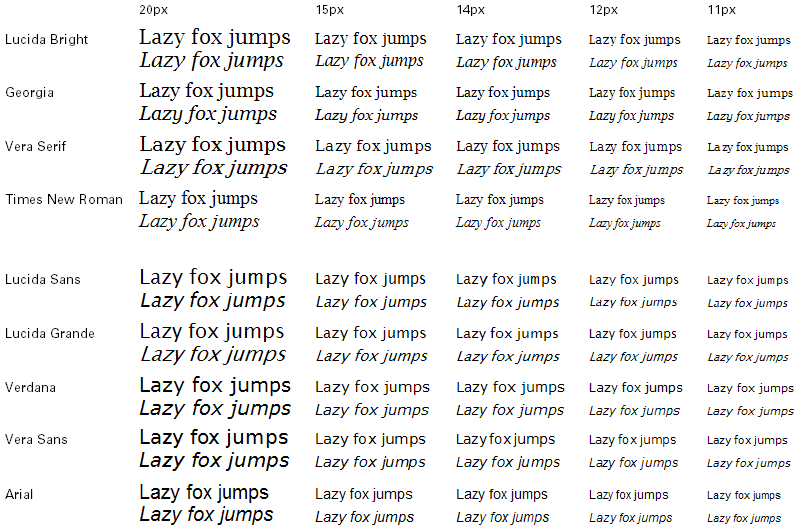 20px 15px 14px 12px 11px
Lucida Bright Lazy fox jumps Lazy fox jumps Lazy fox jumps Lazy fox jumps Lazy fox jumps
Lazy fox jumps Lazy fox jumps Lazy fox jumps Lazy fox jumps Lazy fox jumps
Georgia Lazy fox jumps Lazy fox jumps Lazy fox jumps Lazy fox jumps Lazy fox jumps
Lazy fox jumps Lazy fox jumps Lazy fox jumps Lazy fox jumps Lazy fox jumps
Vera Serif Lazy fox jumps Lazy fox jumps Lazy fox jumps Lazy fox jumps Lazy fox jumps
Lazy fox jumps Lazy fox jumps Lazy fox jumps Lazy fox jumps Lazy fox jumps
Times New Roman Lazy fox jumps Lazy fox jumps Lazy fox jumps Lazy fox jumps Lazy fox jumps
Lazy fox jumps Lazy fox jumps Lazy fox jumps Lazy fox jumps Lazy fox jumps
Lucida Sans Lazy fox jumps Lazy fox jumps Lazy fox jumps Lazy fox jumps Lazy fox jumps
Lazy fox jumps Lazy fox jumps Lazy fox jumps Lazy fox jumps Lazy fox jumps
Lucida Grande Lazy fox jumps Lazy fox jumps Lazy fox jumps Lazy fox jumps Lazy fox jumps
Lazy fox jumps Lazy fox jumps Lazy fox jumps Lazy fox jumps Lazy fox jumps
Verdana Lazy fox jumps Lazy fox jumps Lazy fox jumps Lazy fox jumps Lazy fox jumps
Lazy fox jumps Lazy fox jumps Lazy fox jumps Lazy fox jumps Lazy fox jumps
Vera Sans Lazy fox jumps Lazy fox jumps Lazy fox jumps Lazy fox jumps Lazy fox jumps
Lazy fox jumps Lazy fox jumps Lazy fox jumps Lazy fox jumps Lazy fox jumps
Arial Lazy fox jumps Lazy fox jumps Lazy fox jumps Lazy fox jumps Lazy fox jumps
Lazy fox jumps Lazy fox jumps Lazy fox jumps Lazy fox jumps Lazy fox jumps